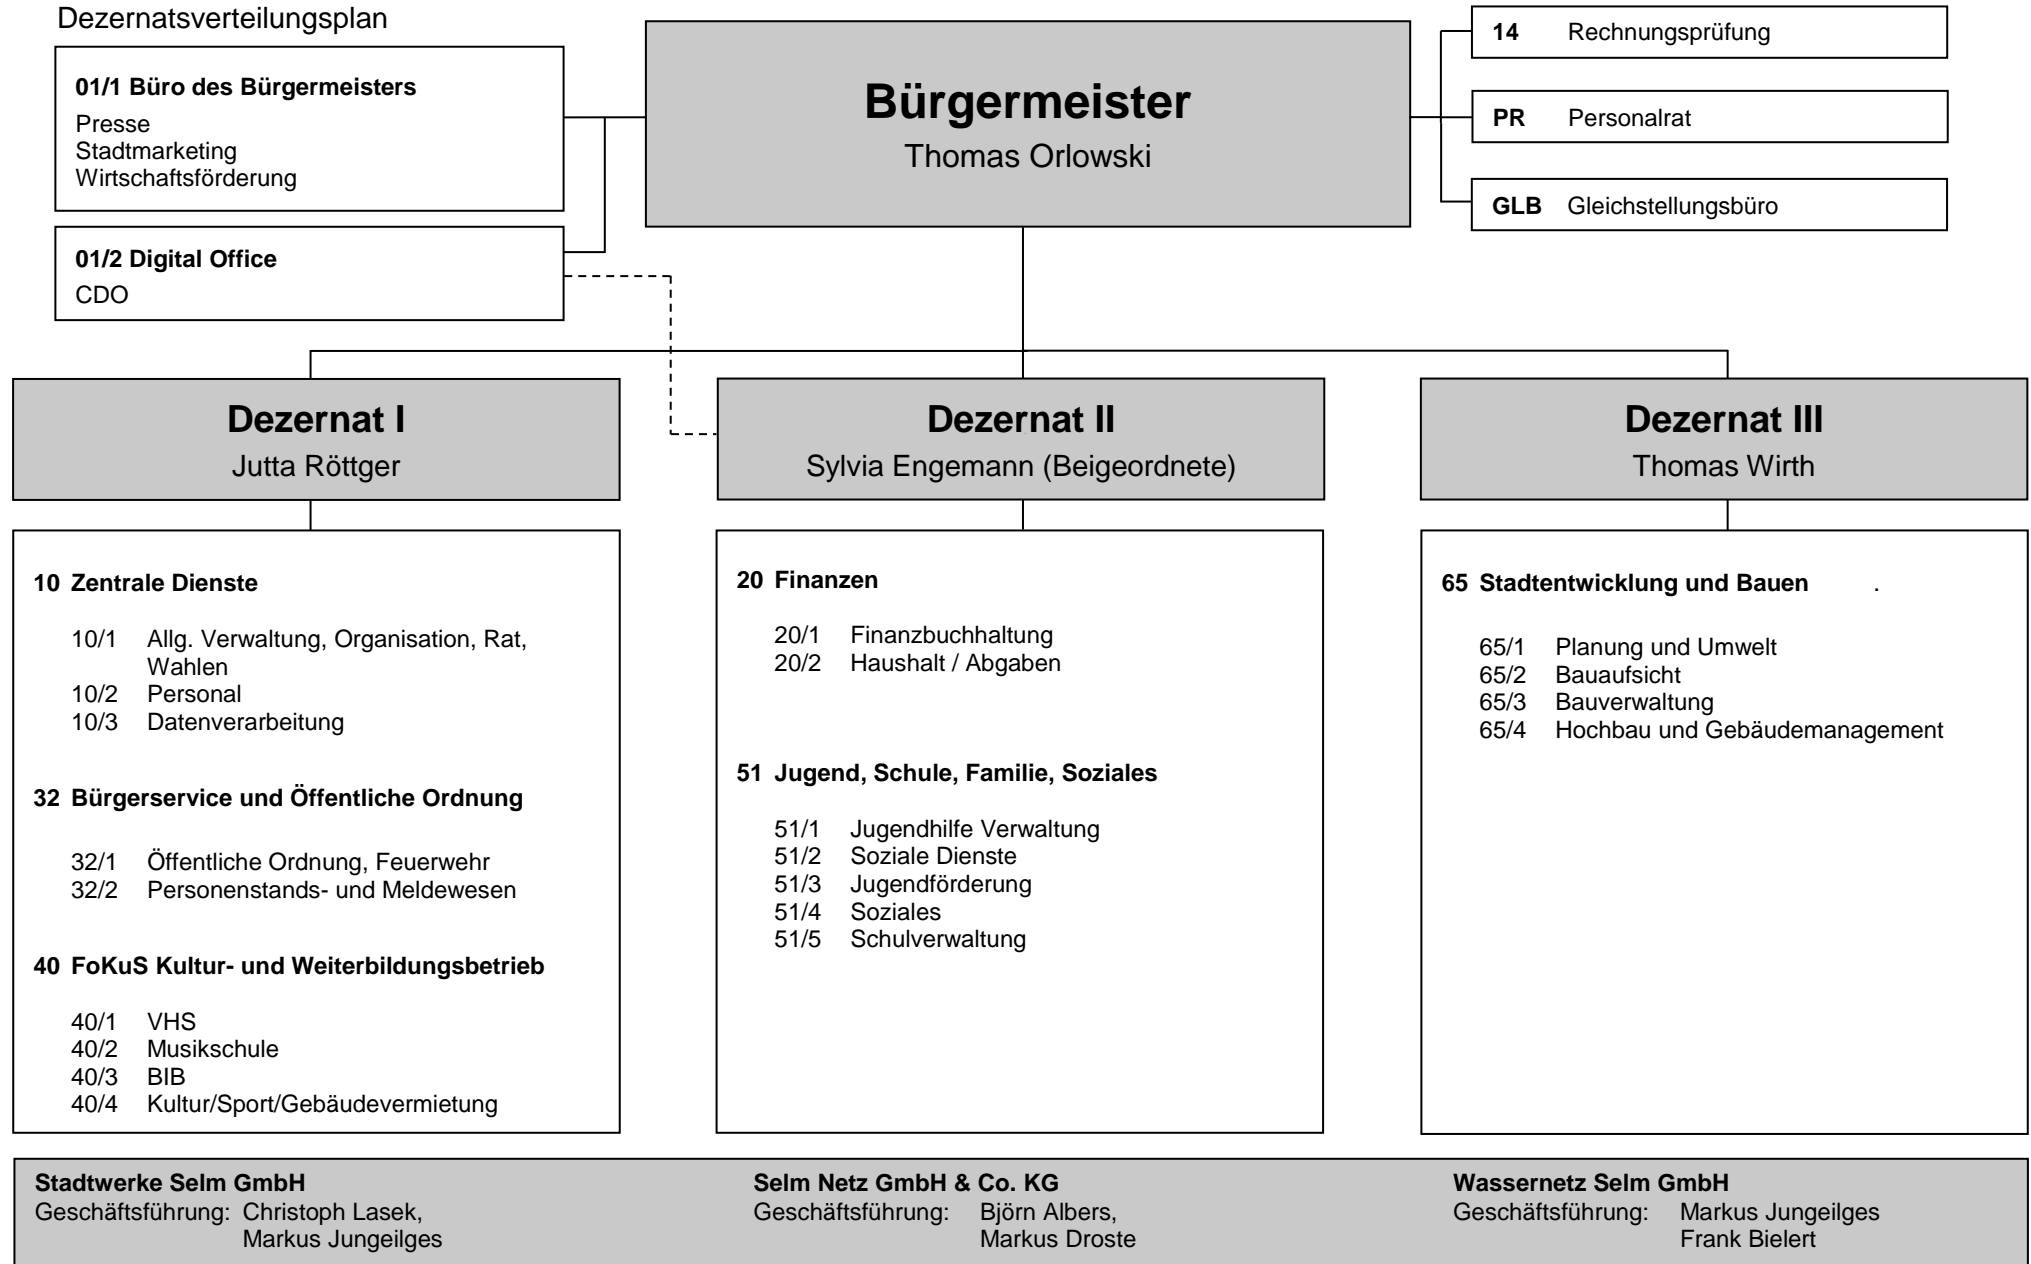 Dezernatsverteilungsplan
01/1 Büro des Bürgermeisters
Presse
Stadtmarketing
Wirtschaftsförderung
01/2 Digital Office
CDO
Bürgermeister
Thomas Orlowski
14 Rechnungsprüfung
PR Personalrat
GLB Gleichstellungsbüro
Dezernat I
Jutta Röttger
10 Zentrale Dienste
10/1 Allg. Verwaltung, Organisation, Rat,
Wahlen
10/2 Personal
10/3 Datenverarbeitung
32 Bürgerservice und Öffentliche Ordnung
32/1 Öffentliche Ordnung, Feuerwehr
32/2 Personenstands- und Meldewesen
40 FoKuS Kultur- und Weiterbildungsbetrieb
40/1 VHS
40/2 Musikschule
40/3 BIB
40/4 Kultur/Sport/Gebäudevermietung
Dezernat II
Sylvia Engemann (Beigeordnete)
20 Finanzen
20/1 Finanzbuchhaltung
20/2 Haushalt / Abgaben
51 Jugend, Schule, Familie, Soziales
51/1 Jugendhilfe Verwaltung
51/2 Soziale Dienste
51/3 Jugendförderung
51/4 Soziales
51/5 Schulverwaltung
Dezernat III
Thomas Wirth
65 Stadtentwicklung und Bauen .
65/1 Planung und Umwelt
65/2 Bauaufsicht
65/3 Bauverwaltung
65/4 Hochbau und Gebäudemanagement
Stadtwerke Selm GmbH
Geschäftsführung: Christoph Lasek,
Markus Jungeilges
Selm Netz GmbH & Co. KG
Geschäftsführung: Björn Albers,
Markus Droste
Wassernetz Selm GmbH
Geschäftsführung: Markus Jungeilges
Frank Bielert